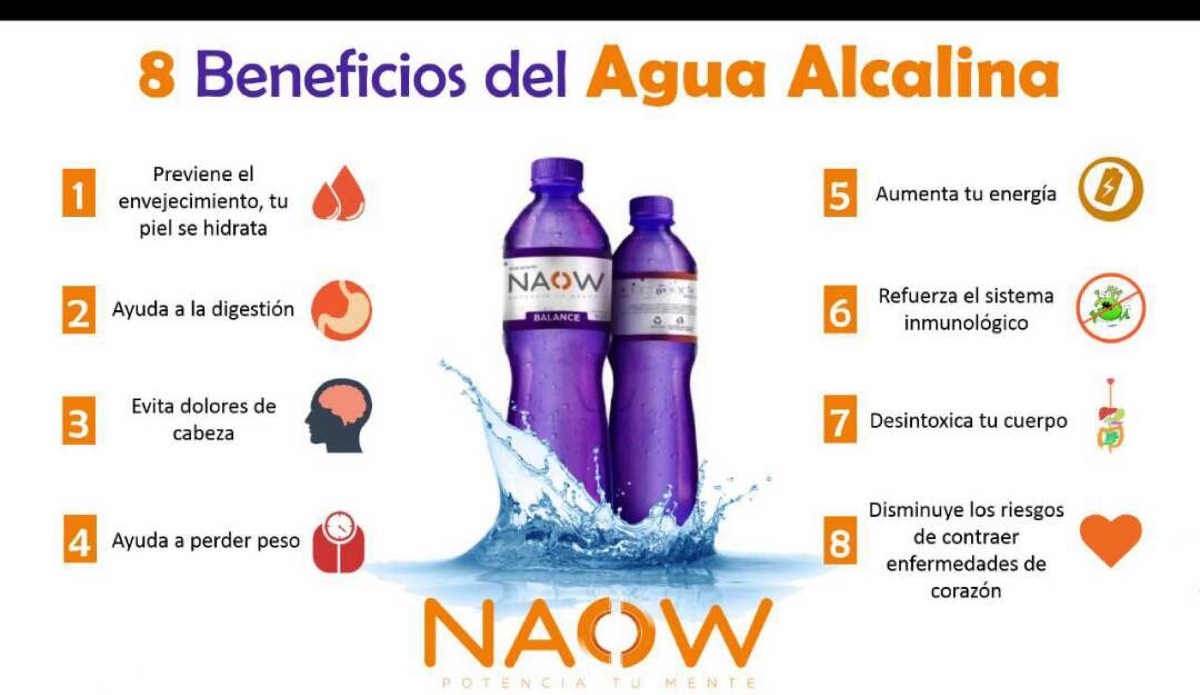 8 Beneficios del Agua Alcalina
1
Previene el
envejecimiento, tu
piel se hidrata
2
Ayuda a la digestión
3
Evita dolores de
cabeza
4
Ayuda a perder peso
NAOW
BALANCE
5
Aumenta tu energía
6
Refuerza el sistema
inmunológico
7
Desintoxica tu cuerpo
8
Disminuye los riesgos
de contraer
enfermedades de
corazón
NAOW
POTENCIA TU MENTE